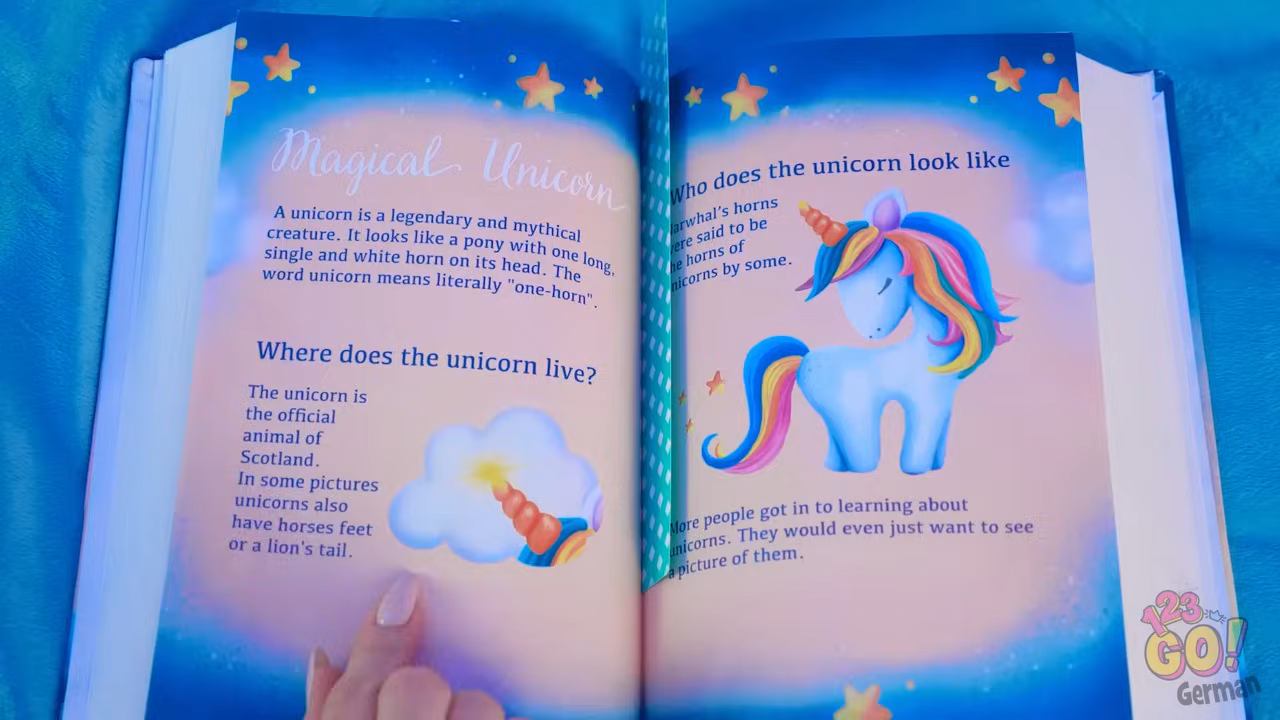 Magical Unicorn
A unicorn is a legendary and mythical
creature. It looks like a pony with one long,
single and white horn on its head. The
word unicorn means literally "one-horn".
Where does the unicorn live?
The unicorn is
the official
animal of
Scotland.
In some pictures
unicorns also
have horses feet
or a lion's tail.
Who does the unicorn look like
arwhal's horns
ere said to be
he horns of
nicorns by some.
More people got in to learning about
unicorns. They would even just want to see
a picture of them.
123
GO!
German